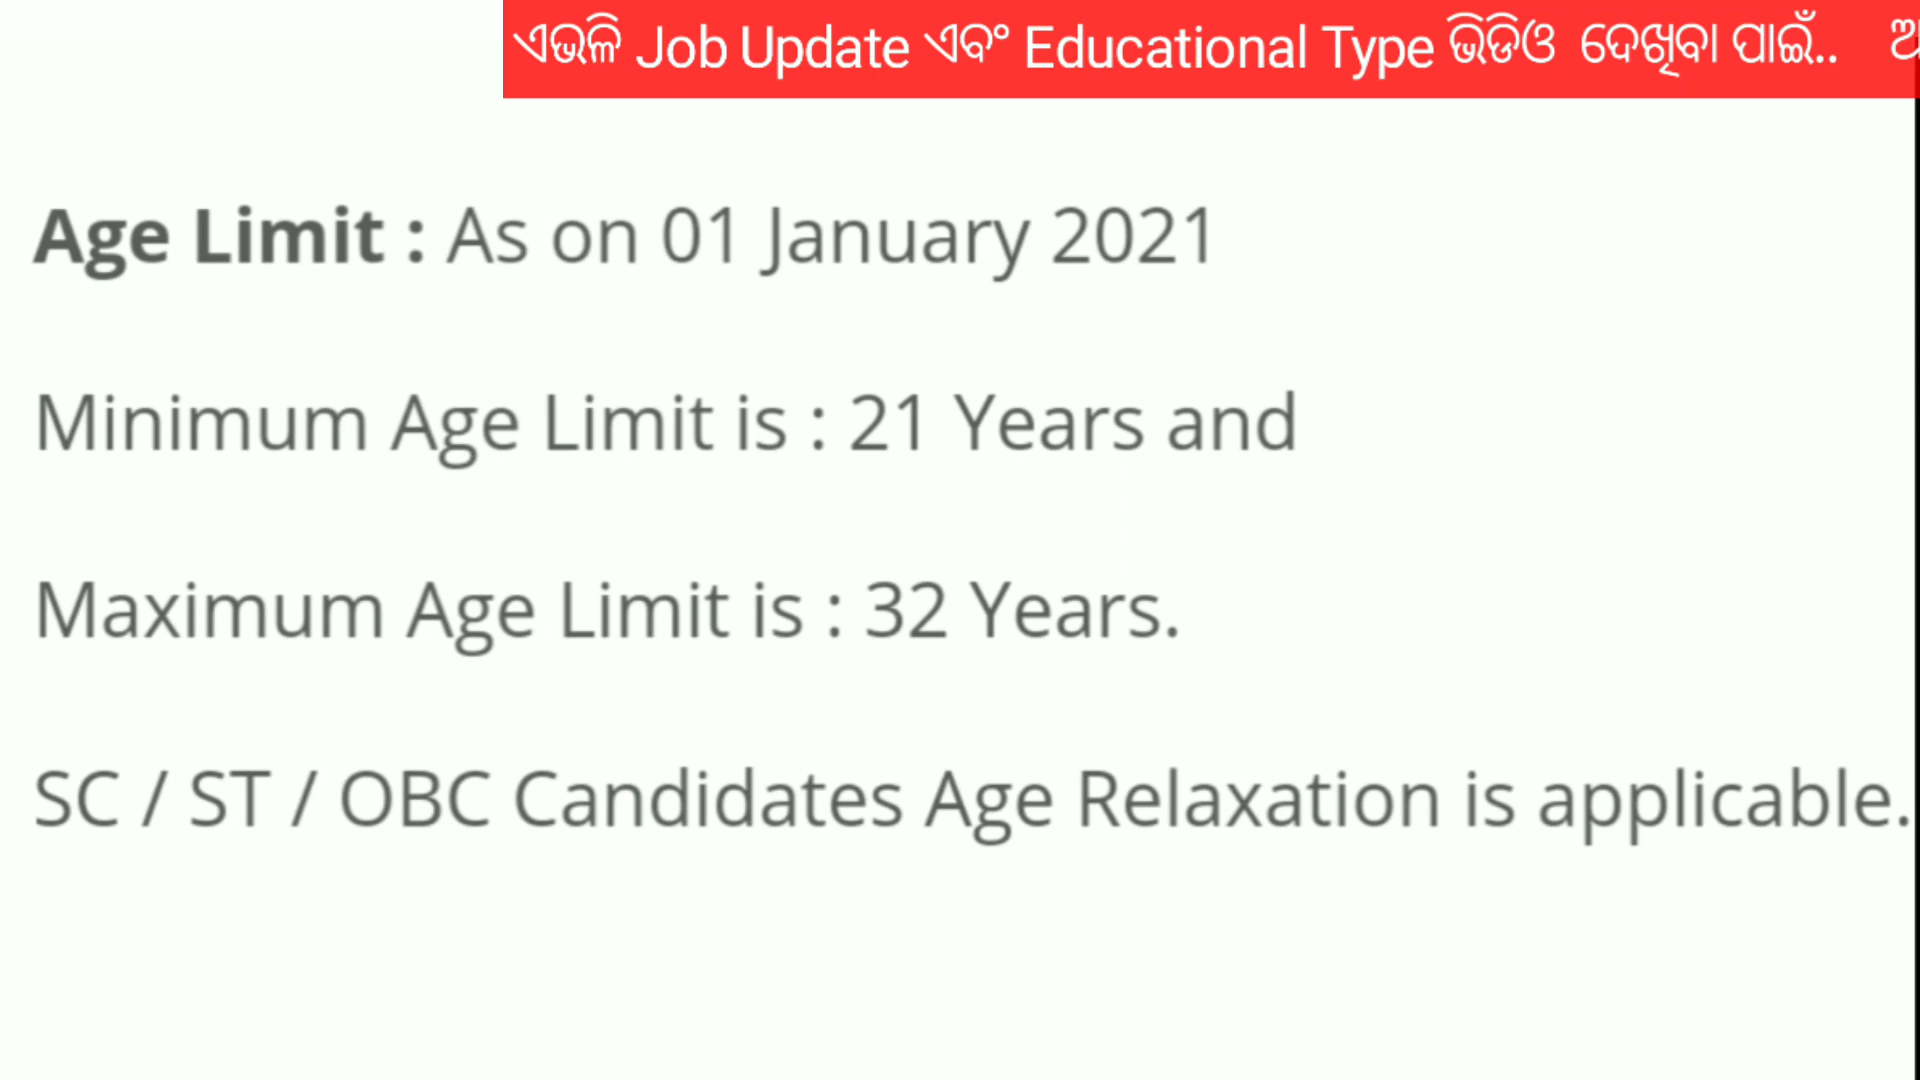 ଏଭଳି Job Update ଏବଂ Educational Type ଭିଡିଓ ଦେଖିବା ପାଇଁ..
Age Limit : As on 01 January 2021
Minimum Age Limit is : 21 Years and
Maximum Age Limit is : 32 Years.
SC / ST / OBC Candidates Age Relaxation is applicable.